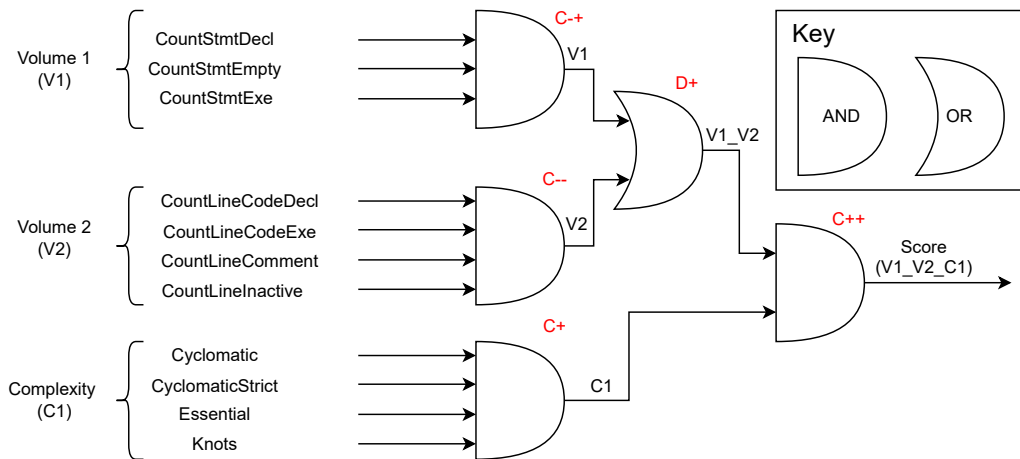 Volume 1
(V1)
CountStmtDecl
CountStmtEmpty
CountStmtExe
C-+
V1
D+
V1_V2
Key
AND
OR
Volume 2
(V2)
CountLineCodeDecl
CountLineCodeExe
CountLineComment
CountLineInactive
C--
V2
C++
Score
(V1_V2_C1)
Complexity
(C1)
Cyclomatic
CyclomaticStrict
Essential
Knots
C+
C1